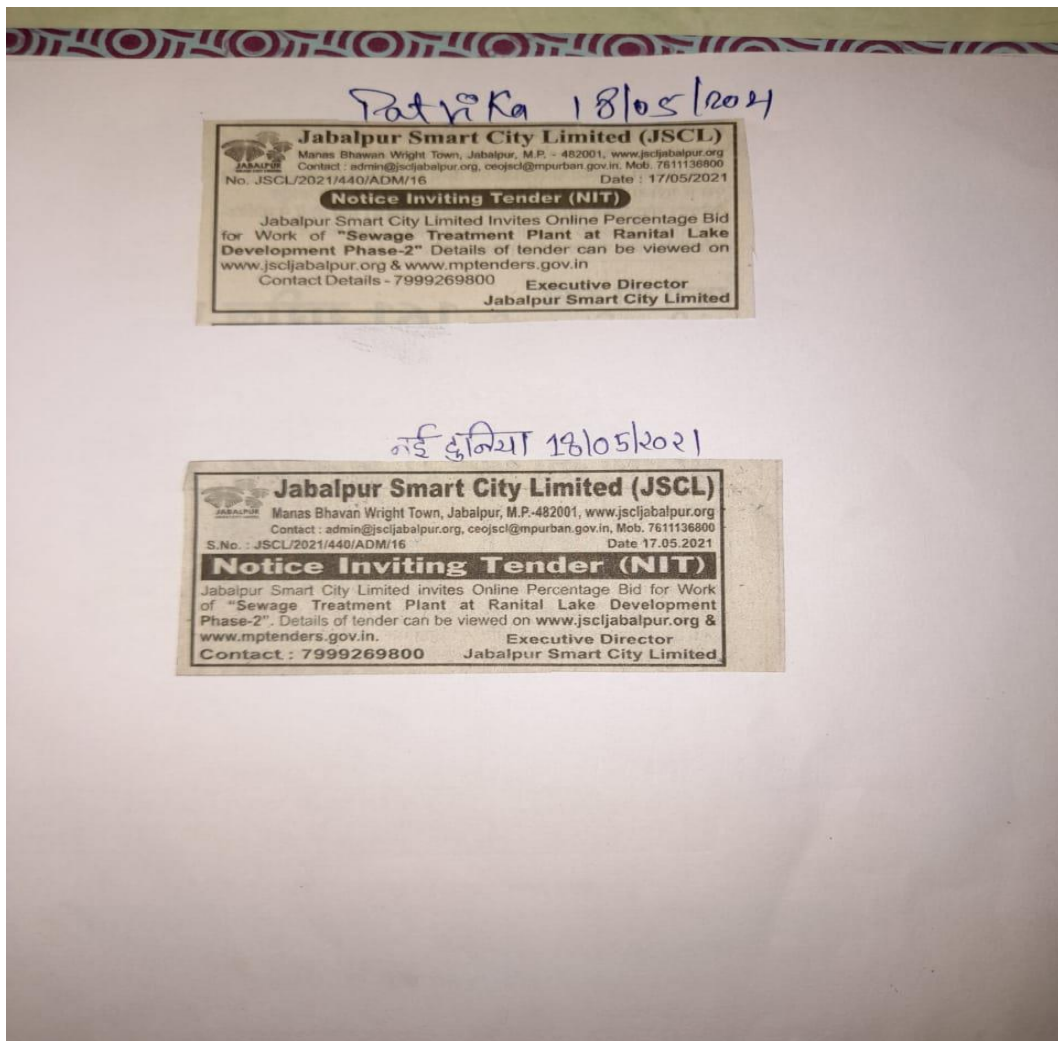 Patrika 18/05/2021
Jabalpur Smart City Limited (JSCL)
Manas Bhawan Wright Town, Jabalpur, M.P. - 482001, www.jscljabalpur.org
JABALPUR
Contact : admin@jscljabalpur.org, ceojscl@mpurban.gov.in. Mob. 7611136800
No. JSCL/2021/440/ADM/16 Date : 17/05/2021
Notice Inviting Tender (NIT)
Jabalpur Smart City Limited Invites Online Percentage Bid
for Work of "Sewage Treatment Plant at Ranital Lake
Development Phase-2" Details of tender can be viewed on
www.jscljabalpur.org & www.mptenders.gov.in
Contact Details - 7999269800 Executive Director
Jabalpur Smart City Limited
नई दुनिया 18/05/2021
Jabalpur Smart City Limited (JSCL)
JABALPUR Manas Bhavan Wright Town, Jabalpur, M.P.-482001, www.jscljabalpur.org
Contact : admin@jscljabalpur.org, ceojscl@mpurban.gov.in, Mob. 7611136800
S.No. : JSCL/2021/440/ADM/16 Date 17.05.2021
Notice Inviting Tender (NIT)
Jabalpur Smart City Limited invites Online Percentage Bid for Work
of "Sewage Treatment Plant at Ranital Lake Development
Phase-2". Details of tender can be viewed on www.jscljabalpur.org &
www.mptenders.gov.in. Executive Director
Contact : 7999269800 Jabalpur Smart City Limited